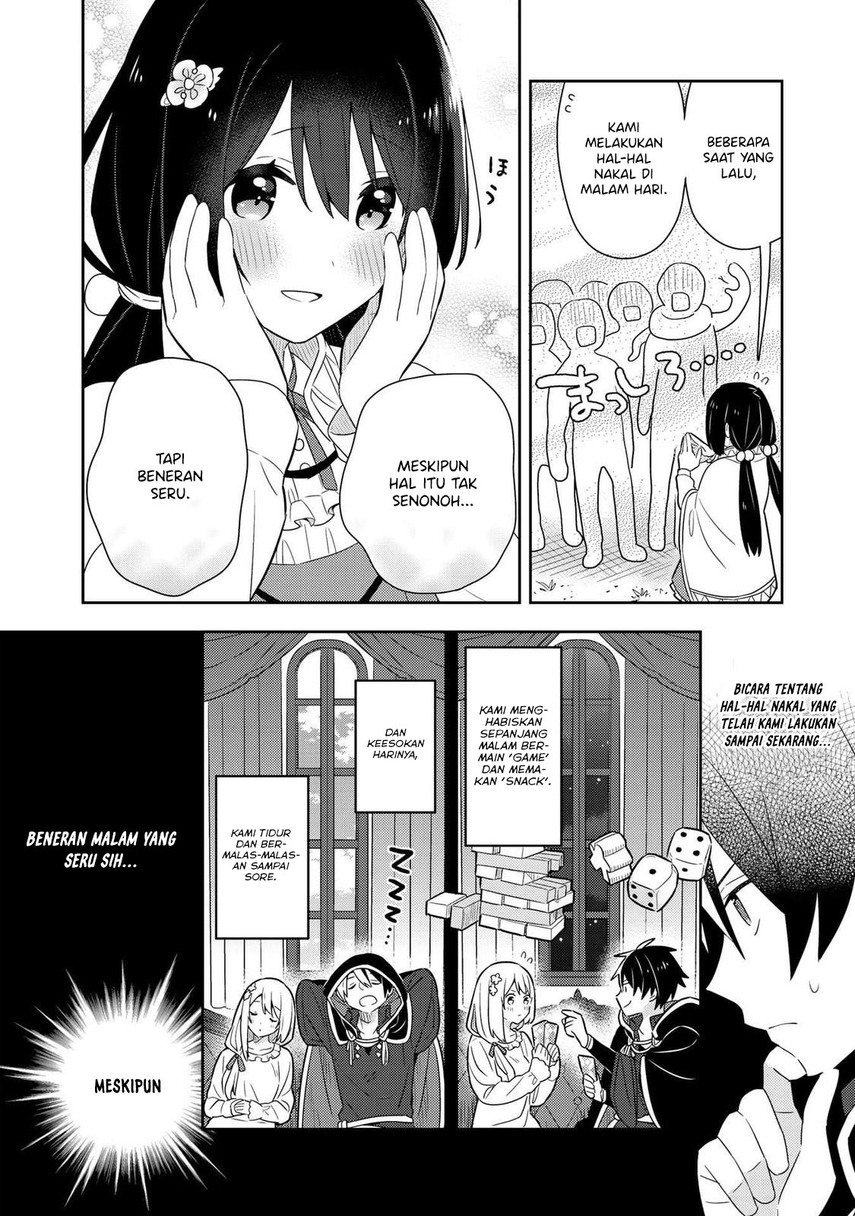 BEBERAPA
SAAT YANG
LALU,
KAMI
MELAKUKAN
HAL-HAL
NAKAL DI
MALAM HARI.
まっしろ・・・・
ほう
MESKIPUN
HAL ITU TAK
SENONOH...
TAPI
BENERAN
SERU.
BICARA TENTANG
HAL-HAL NAKAL YANG
TELAH KAMI LAKUKAN
SAMPAI SEKARANG...
KAMI MENG-
HABISKAN
SEPANJANG
MALAM BER-
MAIN 'GAME'
DAN MEMA-
KAN 'SNACK'.
DAN
KEESOKAN
HARINYA,
KAMI TIDUR
DAN BER-
MALAS-MALAS-
AN SAMPAI
SORE.
ZZZ...
BENERAN MALAM YANG
SERU SIH...
MESKIPUN